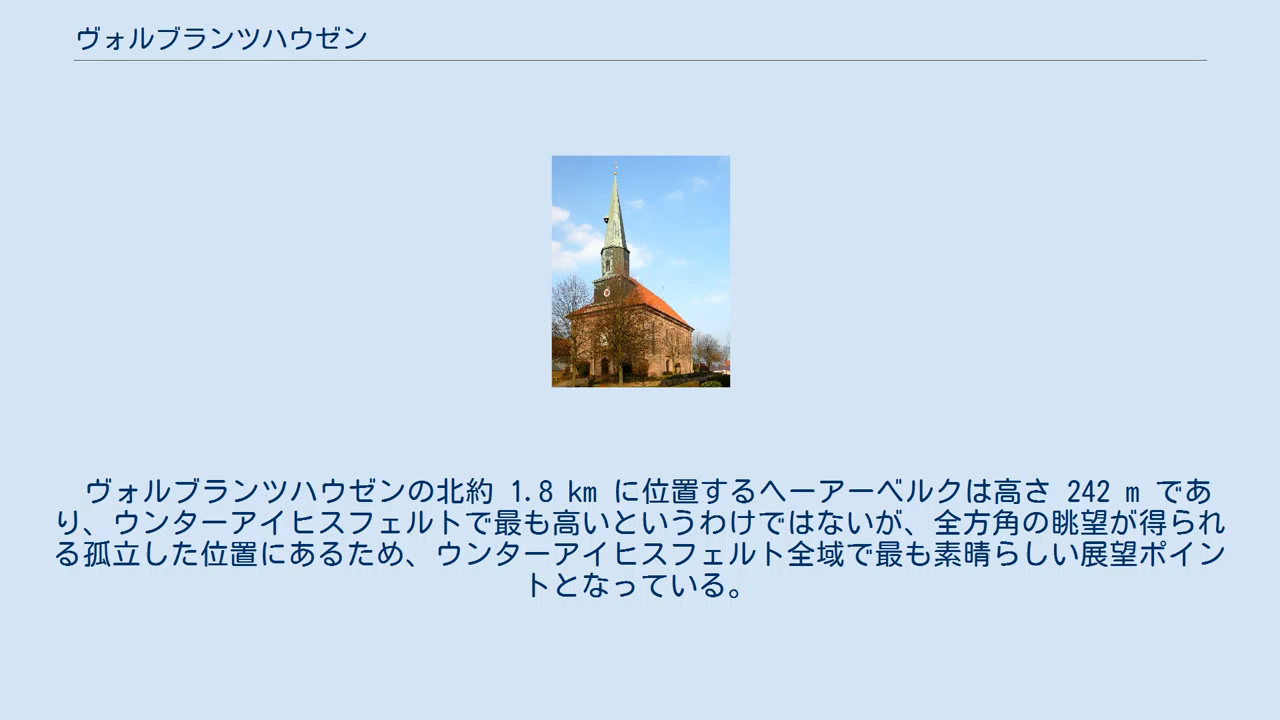 ヴォルブランツハウゼン
ヴォルブランツハウゼンの北約 1.8 km に位置するヘーアーベルクは高さ 242 m であ
り、ウンターアイヒスフェルトで最も高いというわけではないが、全方角の眺望が得られ
る孤立した位置にあるため、ウンターアイヒスフェルト全域で最も素晴らしい展望ポイン
トとなっている。